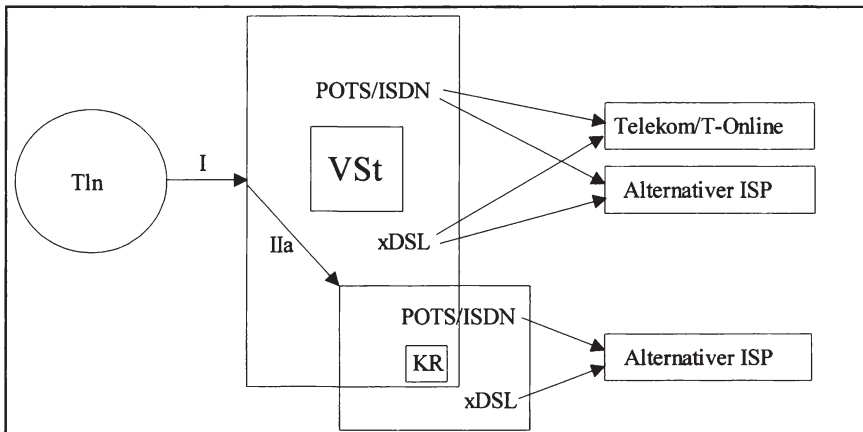 POTS/ISDN
Telekom/T-Online
VSt
I
Tln
Alternativer ISP
xDSL
IIa
POTS/ISDN
KR
Alternativer ISP
xDSL